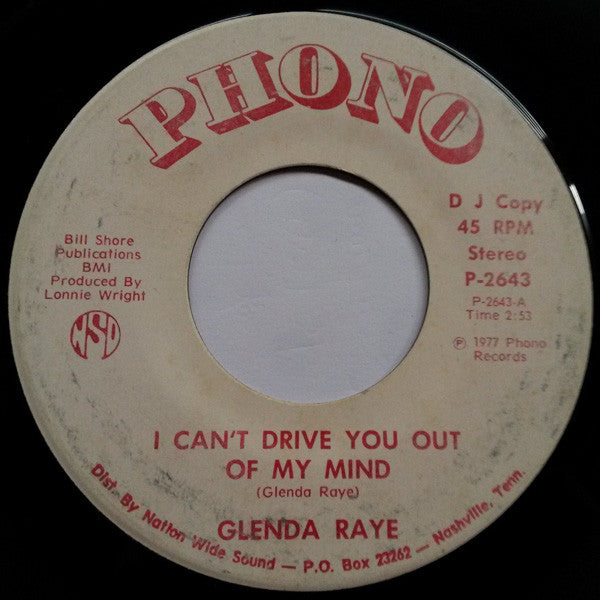 PHONO
D J Copy
45 RPM
Stereo
P-2643
P-2643-A
Time 2:53
℗ 1977 Phono
Records
Bill Shore
Publications
BMI
Produced By
Lonnie Wright
NSD
I CAN'T DRIVE YOU OUT
OF MY MIND
(Glenda Raye)
GLENDA RAYE
Dist. By Nation Wide Sound — P.O. Box 23262 — Nashville, Tenn.